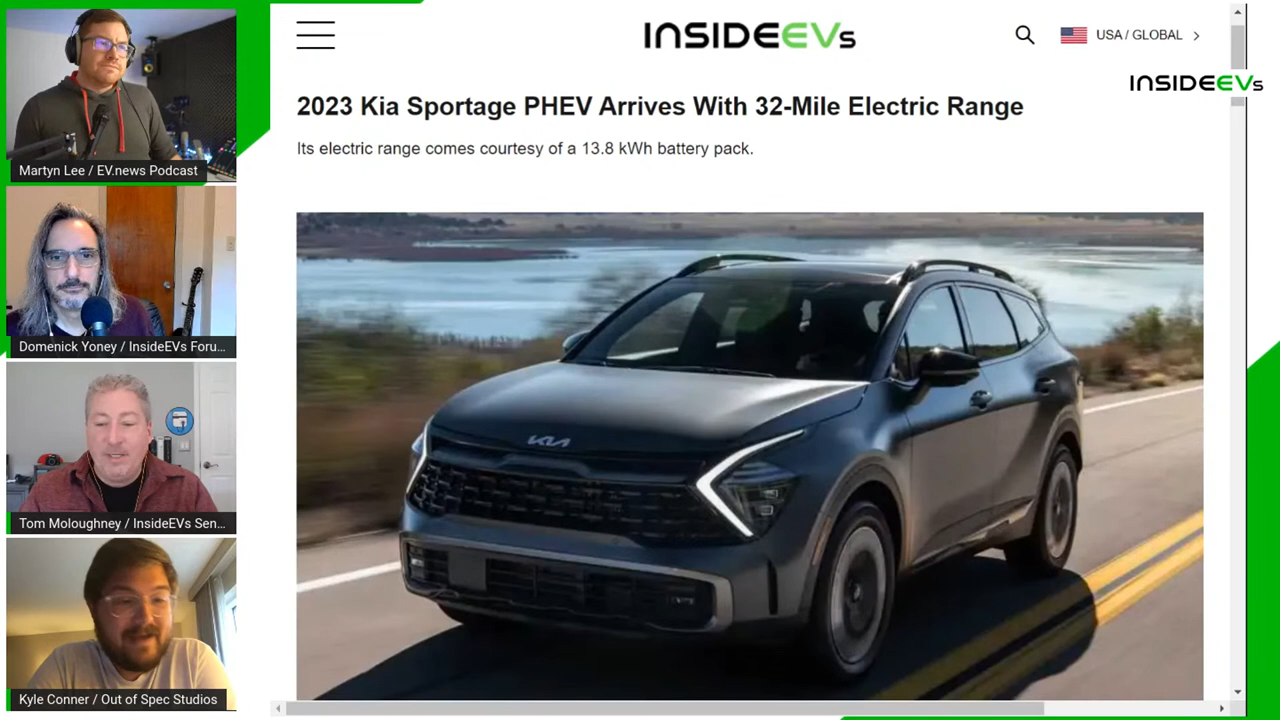 Martyn Lee / EV.news Podcast
Domenick Yoney / InsideEVs Foru...
Tom Moloughney / InsideEVs Sen...
Kyle Conner / Out of Spec Studios
INSIDEEVs
USA / GLOBAL
INSIDEEVs
2023 Kia Sportage PHEV Arrives With 32-Mile Electric Range
Its electric range comes courtesy of a 13.8 kWh battery pack.
KIA